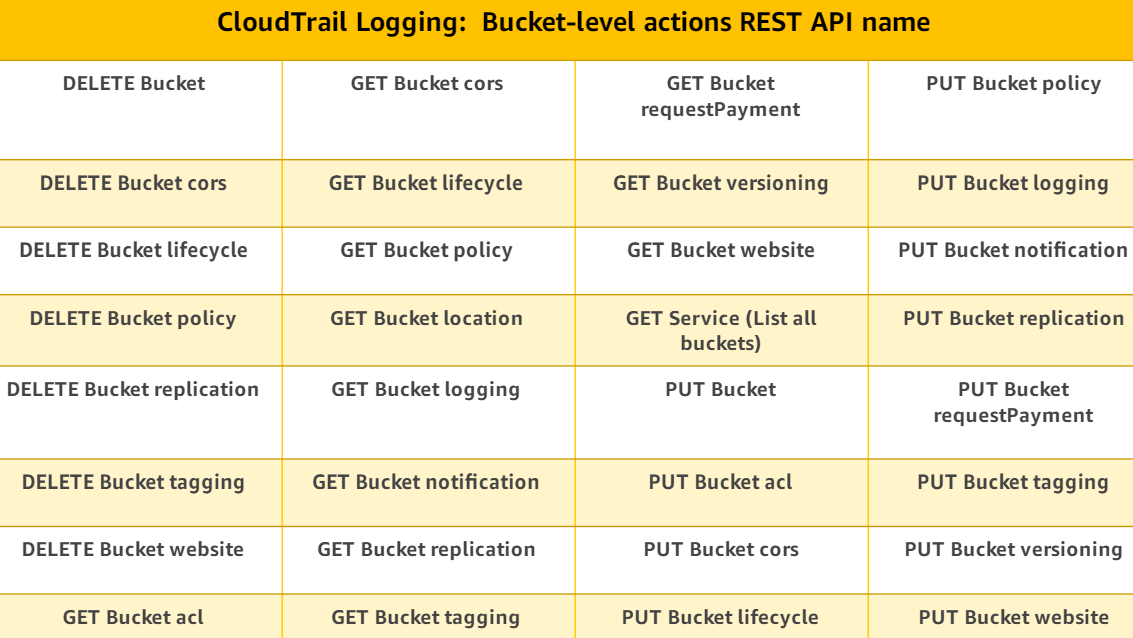 CloudTrail Logging:  Bucket-level actions REST API name
DELETE Bucket
GET Bucket cors
GET Bucket
requestPayment
PUT Bucket policy
DELETE Bucket cors
GET Bucket lifecycle
GET Bucket versioning
PUT Bucket logging
DELETE Bucket lifecycle
GET Bucket policy
GET Bucket website
PUT Bucket notification
DELETE Bucket policy
GET Bucket location
GET Service (List all
buckets)
PUT Bucket replication
DELETE Bucket replication
GET Bucket logging
PUT Bucket
PUT Bucket
requestPayment
DELETE Bucket tagging
GET Bucket notification
PUT Bucket acl
PUT Bucket tagging
DELETE Bucket website
GET Bucket replication
PUT Bucket cors
PUT Bucket versioning
GET Bucket acl
GET Bucket tagging
PUT Bucket lifecycle
PUT Bucket website